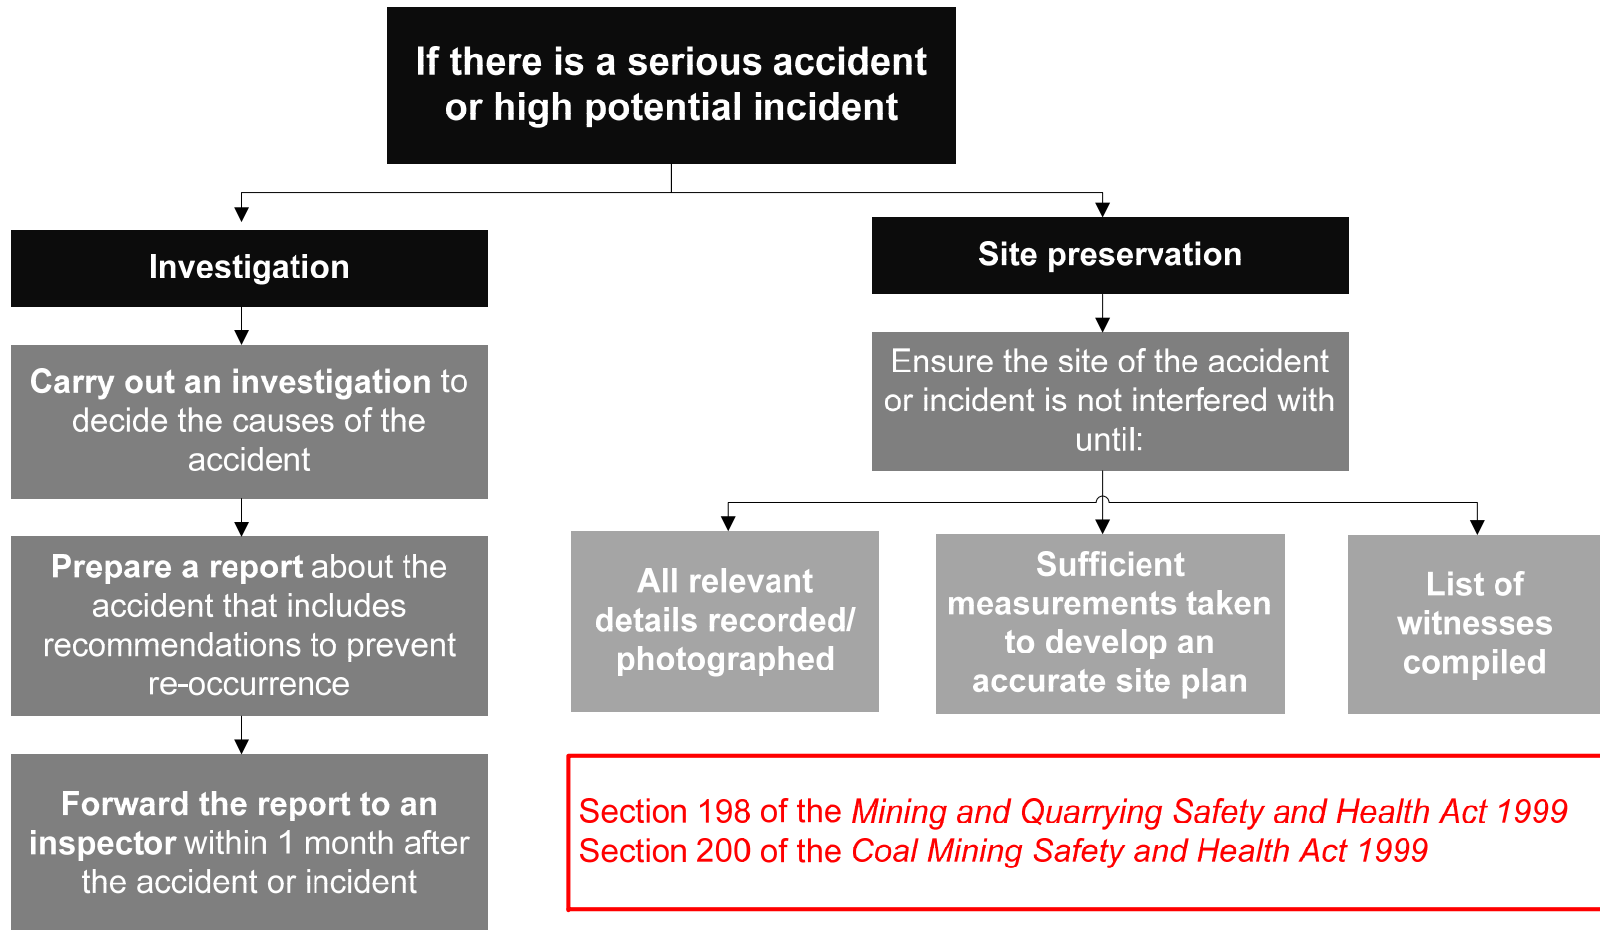 If there is a serious accident
or high potential incident
Investigation
Carry out an investigation to
decide the causes of the
accident
Prepare a report about the
accident that includes
recommendations to prevent
re-occurrence
Forward the report to an
inspector within 1 month after
the accident or incident
Site preservation
Ensure the site of the accident
or incident is not interfered with
until:
All relevant
details recorded/
photographed
Sufficient
measurements taken
to develop an
accurate site plan
List of
witnesses
compiled
Section 198 of the Mining and Quarrying Safety and Health Act 1999
Section 200 of the Coal Mining Safety and Health Act 1999